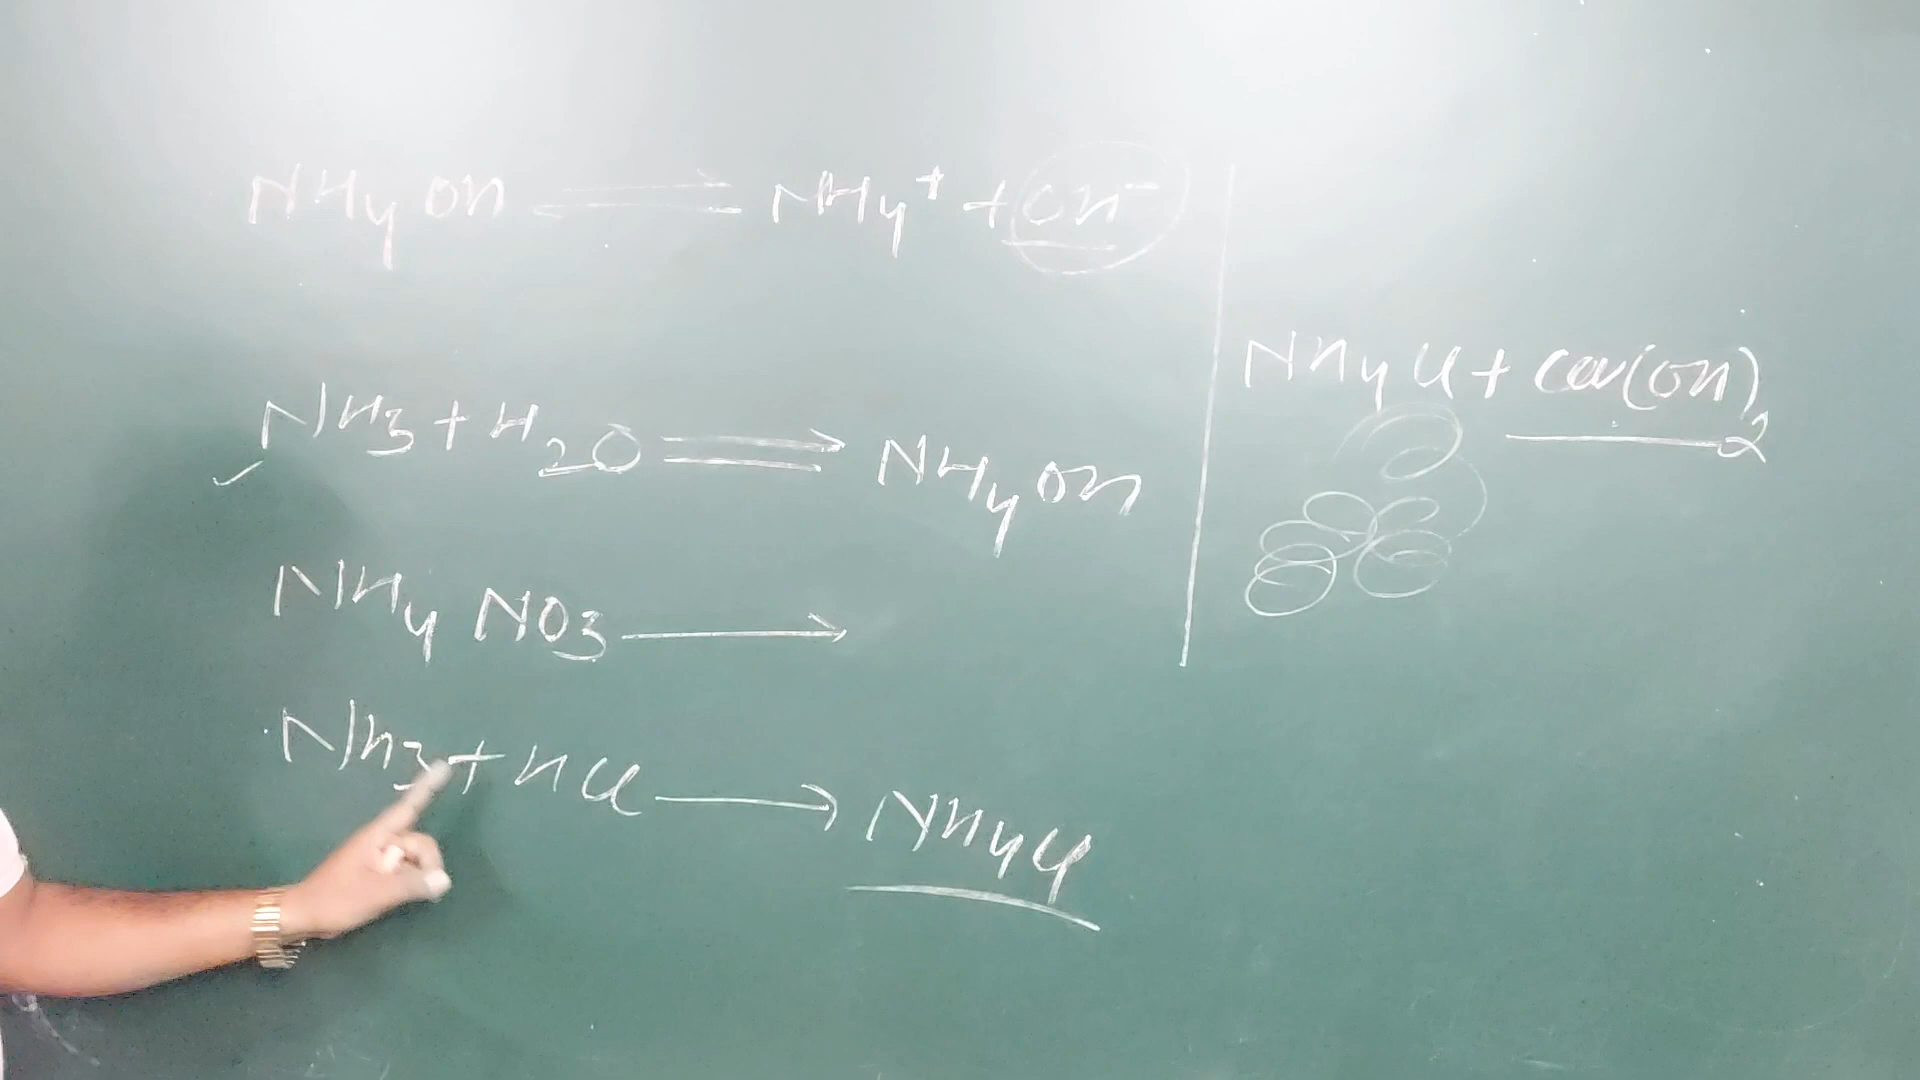 NH4OH ⇌ NH4+ + OH-
NH3 + H2O ⇌ NH4OH
NH4NO3 →
NH3 + HCl → NH4Cl
NH4Cl + Ca(OH)2